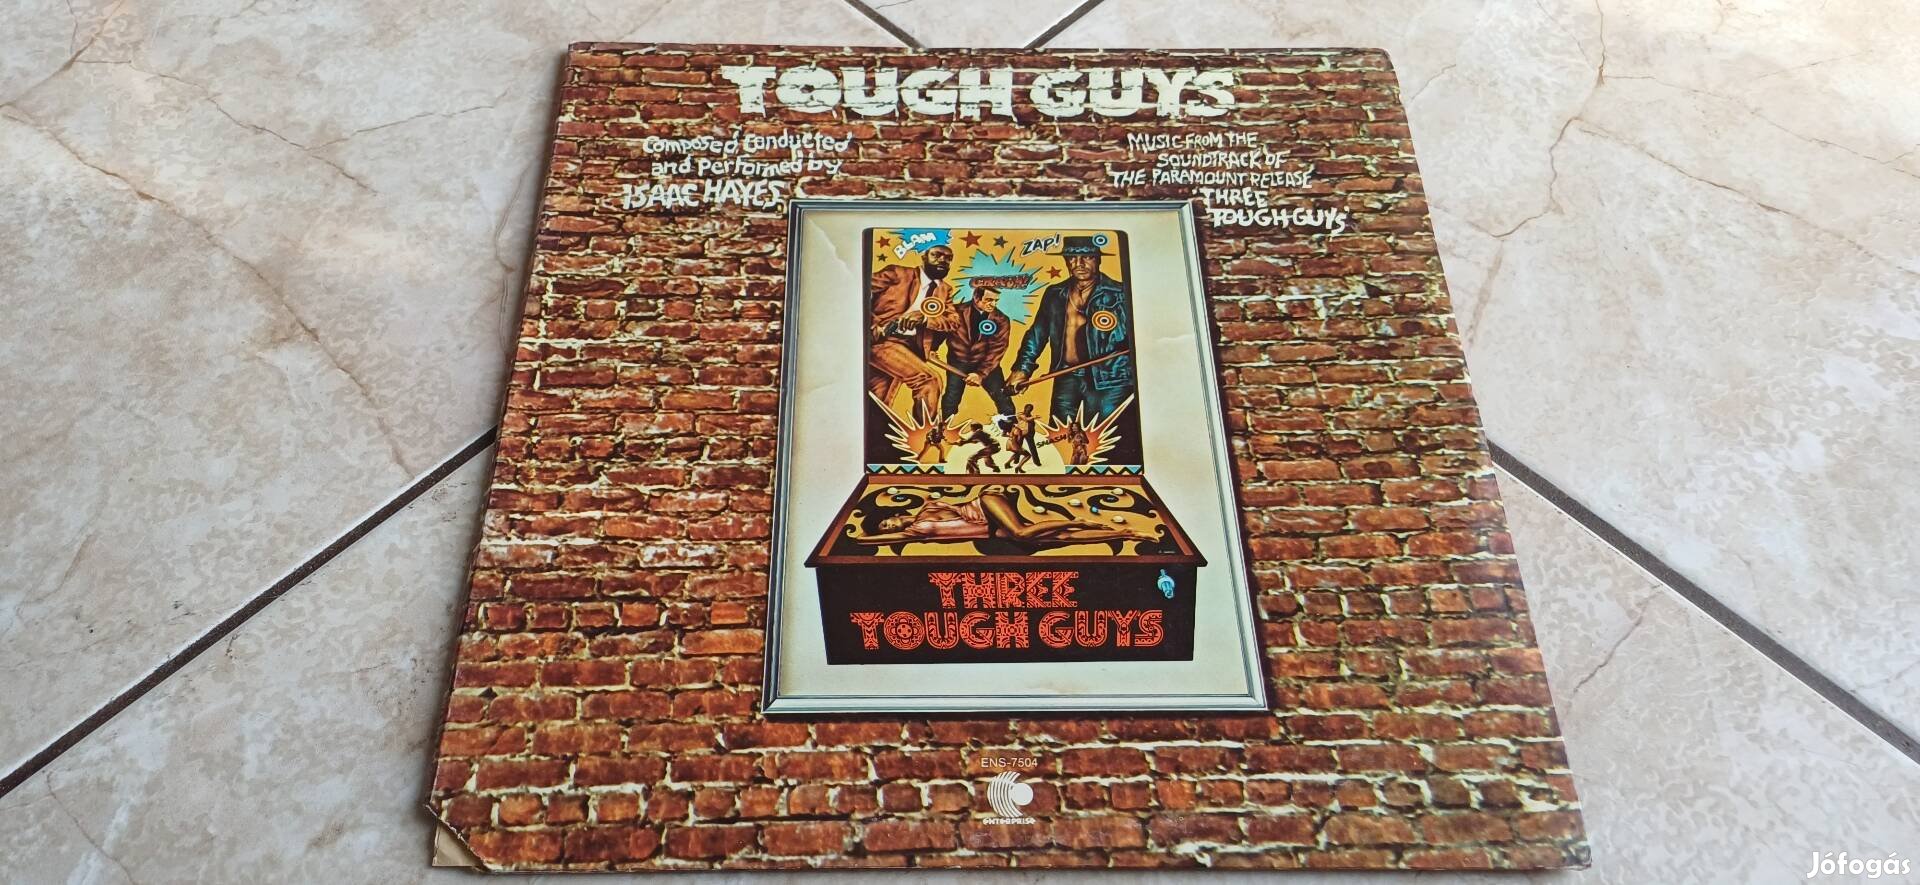 TOUGH GUYS
Composed Conducted
and Performed by
ISAAC HAYES
MUSIC FROM THE
SOUNDTRACK OF
THE PARAMOUNT RELEASE
"THREE
TOUGH GUYS"
BLAM
ZAP!
SMASH
THREE
TOUGH GUYS
ENS-7504
ENTERPRISE
Jófogás